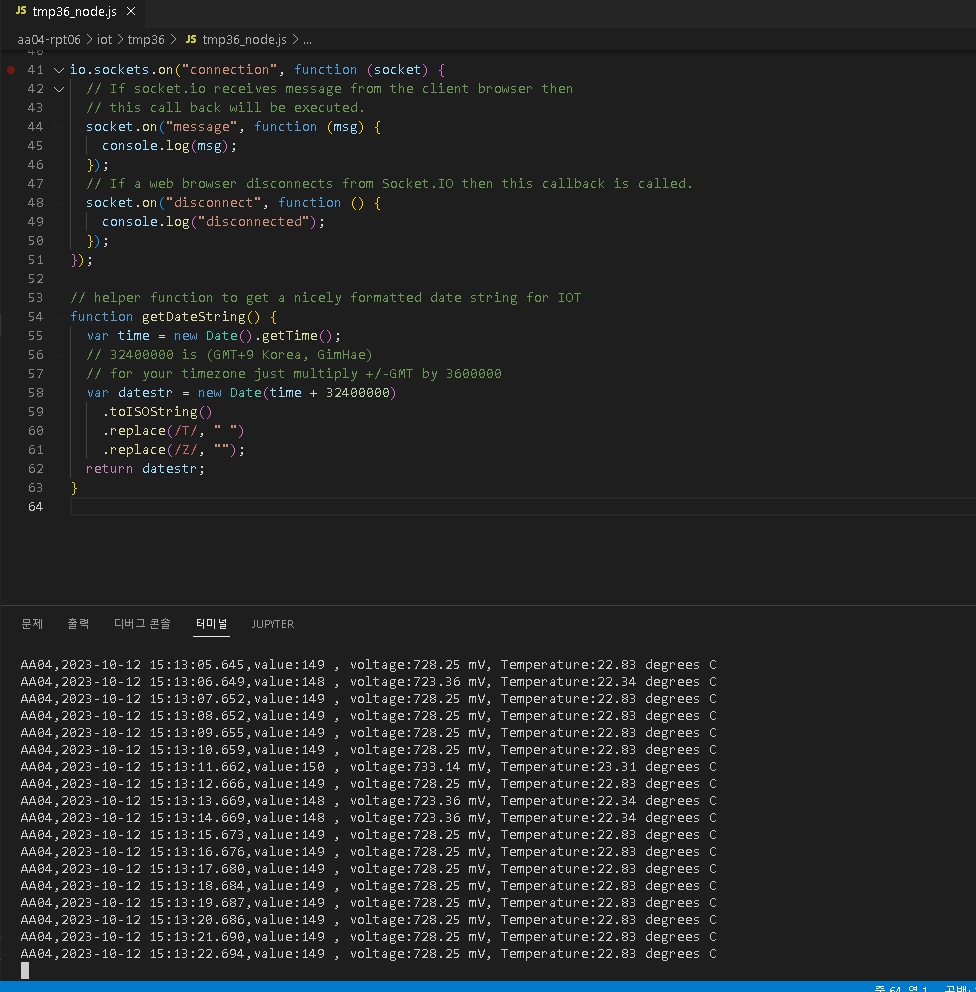 JS tmp36_node.js ×
aa04-rpt06 > iot > tmp36 > JS tmp36_node.js > ...
40
41 io.sockets.on("connection", function (socket) {
42 // If socket.io receives message from the client browser then
43 // this call back will be executed.
44 socket.on("message", function (msg) {
45 console.log(msg);
46 });
47 // If a web browser disconnects from Socket.IO then this callback is called.
48 socket.on("disconnect", function () {
49 console.log("disconnected");
50 });
51 });
52
53 // helper function to get a nicely formatted date string for IOT
54 function getDateString() {
55 var time = new Date().getTime();
56 // 32400000 is (GMT+9 Korea, GimHae)
57 // for your timezone just multiply +/-GMT by 3600000
58 var datestr = new Date(time + 32400000)
59 .toISOString()
60 .replace(/T/, " ")
61 .replace(/Z/, "");
62 return datestr;
63 }
64
문제 출력 디버그 콘솔 터미널 JUPYTER
AA04,2023-10-12 15:13:05.645,value:149 , voltage:728.25 mV, Temperature:22.83 degrees C
AA04,2023-10-12 15:13:06.649,value:148 , voltage:723.36 mV, Temperature:22.34 degrees C
AA04,2023-10-12 15:13:07.652,value:149 , voltage:728.25 mV, Temperature:22.83 degrees C
AA04,2023-10-12 15:13:08.652,value:149 , voltage:728.25 mV, Temperature:22.83 degrees C
AA04,2023-10-12 15:13:09.655,value:149 , voltage:728.25 mV, Temperature:22.83 degrees C
AA04,2023-10-12 15:13:10.659,value:149 , voltage:728.25 mV, Temperature:22.83 degrees C
AA04,2023-10-12 15:13:11.662,value:150 , voltage:733.14 mV, Temperature:23.31 degrees C
AA04,2023-10-12 15:13:12.666,value:149 , voltage:728.25 mV, Temperature:22.83 degrees C
AA04,2023-10-12 15:13:13.669,value:148 , voltage:723.36 mV, Temperature:22.34 degrees C
AA04,2023-10-12 15:13:14.669,value:148 , voltage:723.36 mV, Temperature:22.34 degrees C
AA04,2023-10-12 15:13:15.673,value:149 , voltage:728.25 mV, Temperature:22.83 degrees C
AA04,2023-10-12 15:13:16.676,value:149 , voltage:728.25 mV, Temperature:22.83 degrees C
AA04,2023-10-12 15:13:17.680,value:149 , voltage:728.25 mV, Temperature:22.83 degrees C
AA04,2023-10-12 15:13:18.684,value:149 , voltage:728.25 mV, Temperature:22.83 degrees C
AA04,2023-10-12 15:13:19.687,value:149 , voltage:728.25 mV, Temperature:22.83 degrees C
AA04,2023-10-12 15:13:20.686,value:149 , voltage:728.25 mV, Temperature:22.83 degrees C
AA04,2023-10-12 15:13:21.690,value:149 , voltage:728.25 mV, Temperature:22.83 degrees C
AA04,2023-10-12 15:13:22.694,value:149 , voltage:728.25 mV, Temperature:22.83 degrees C
줄 64, 열 1 공백: